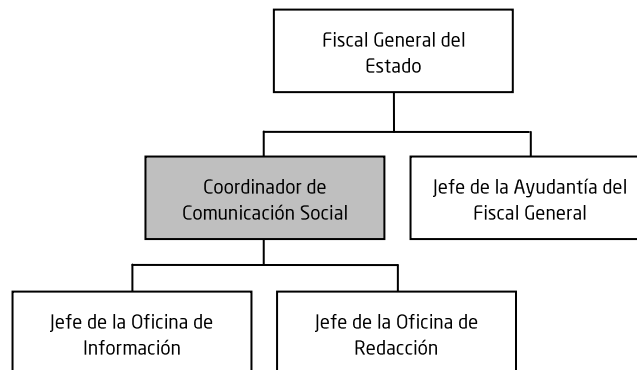 Fiscal General del
Estado
Coordinador de
Comunicación Social
Jefe de la Ayudantía del
Fiscal General
Jefe de la Oficina de
Información
Jefe de la Oficina de
Redacción